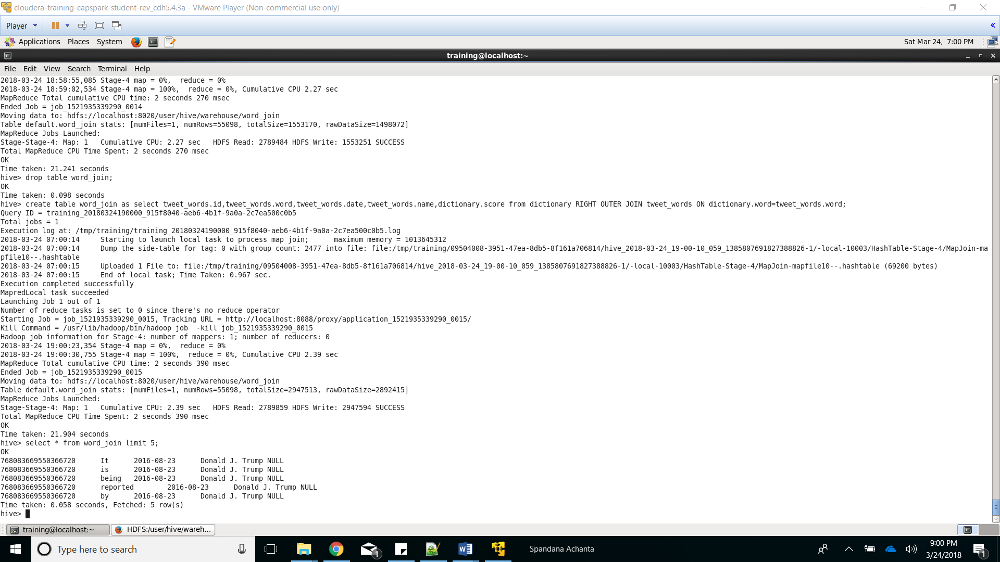 cloudera-training-capspark-student-rev_cdh5.4.3a - VMware Player (Non-commercial use only)
Player
Applications Places System Sat Mar 24, 7:00 PM
training@localhost:~
File Edit View Search Terminal Help
2018-03-24 18:58:55,085 Stage-4 map = 0%,  reduce = 0%
2018-03-24 18:59:02,534 Stage-4 map = 100%,  reduce = 0%, Cumulative CPU 2.27 sec
MapReduce Total cumulative CPU time: 2 seconds 270 msec
Ended Job = job_1521935339290_0014
Moving data to: hdfs://localhost:8020/user/hive/warehouse/word_join
Table default.word_join stats: [numFiles=1, numRows=55098, totalSize=1553170, rawDataSize=1498072]
MapReduce Jobs Launched:
Stage-Stage-4: Map: 1   Cumulative CPU: 2.27 sec   HDFS Read: 2789484 HDFS Write: 1553251 SUCCESS
Total MapReduce CPU Time Spent: 2 seconds 270 msec
OK
Time taken: 21.241 seconds
hive> drop table word_join;
OK
Time taken: 0.098 seconds
hive> create table word_join as select tweet_words.id,tweet_words.word,tweet_words.date,tweet_words.name,dictionary.score from dictionary RIGHT OUTER JOIN tweet_words ON dictionary.word=tweet_words.word;
Query ID = training_20180324190000_915f8040-aeb6-4b1f-9a0a-2c7ea500c0b5
Total jobs = 1
Execution log at: /tmp/training/training_20180324190000_915f8040-aeb6-4b1f-9a0a-2c7ea500c0b5.log
2018-03-24 07:00:14     Starting to launch local task to process map join;      maximum memory = 1013645312
2018-03-24 07:00:14     Dump the side-table for tag: 0 with group count: 2477 into file: file:/tmp/training/09504008-3951-47ea-8db5-8f161a706814/hive_2018-03-24_19-00-10_059_1385807691827388826-1/-local-10003/HashTable-Stage-4/MapJoin-ma
pfile10--.hashtable
2018-03-24 07:00:15     Uploaded 1 File to: file:/tmp/training/09504008-3951-47ea-8db5-8f161a706814/hive_2018-03-24_19-00-10_059_1385807691827388826-1/-local-10003/HashTable-Stage-4/MapJoin-mapfile10--.hashtable (69200 bytes)
2018-03-24 07:00:15     End of local task; Time Taken: 0.967 sec.
Execution completed successfully
MapredLocal task succeeded
Launching Job 1 out of 1
Number of reduce tasks is set to 0 since there's no reduce operator
Starting Job = job_1521935339290_0015, Tracking URL = http://localhost:8088/proxy/application_1521935339290_0015/
Kill Command = /usr/lib/hadoop/bin/hadoop job  -kill job_1521935339290_0015
Hadoop job information for Stage-4: number of mappers: 1; number of reducers: 0
2018-03-24 19:00:23,354 Stage-4 map = 0%,  reduce = 0%
2018-03-24 19:00:30,755 Stage-4 map = 100%,  reduce = 0%, Cumulative CPU 2.39 sec
MapReduce Total cumulative CPU time: 2 seconds 390 msec
Ended Job = job_1521935339290_0015
Moving data to: hdfs://localhost:8020/user/hive/warehouse/word_join
Table default.word_join stats: [numFiles=1, numRows=55098, totalSize=2947513, rawDataSize=2892415]
MapReduce Jobs Launched:
Stage-Stage-4: Map: 1   Cumulative CPU: 2.39 sec   HDFS Read: 2789859 HDFS Write: 2947594 SUCCESS
Total MapReduce CPU Time Spent: 2 seconds 390 msec
OK
Time taken: 21.904 seconds
hive> select * from word_join limit 5;
OK
768083669550366720      It      2016-08-23      Donald J. Trump NULL
768083669550366720      is      2016-08-23      Donald J. Trump NULL
768083669550366720      being   2016-08-23      Donald J. Trump NULL
768083669550366720      reported        2016-08-23      Donald J. Trump NULL
768083669550366720      by      2016-08-23      Donald J. Trump NULL
Time taken: 0.058 seconds, Fetched: 5 row(s)
hive>
training@localhost:~ HDFS:/user/hive/wareh...
Type here to search 1 Spandana Achanta 9:00 PM
3/24/2018 1